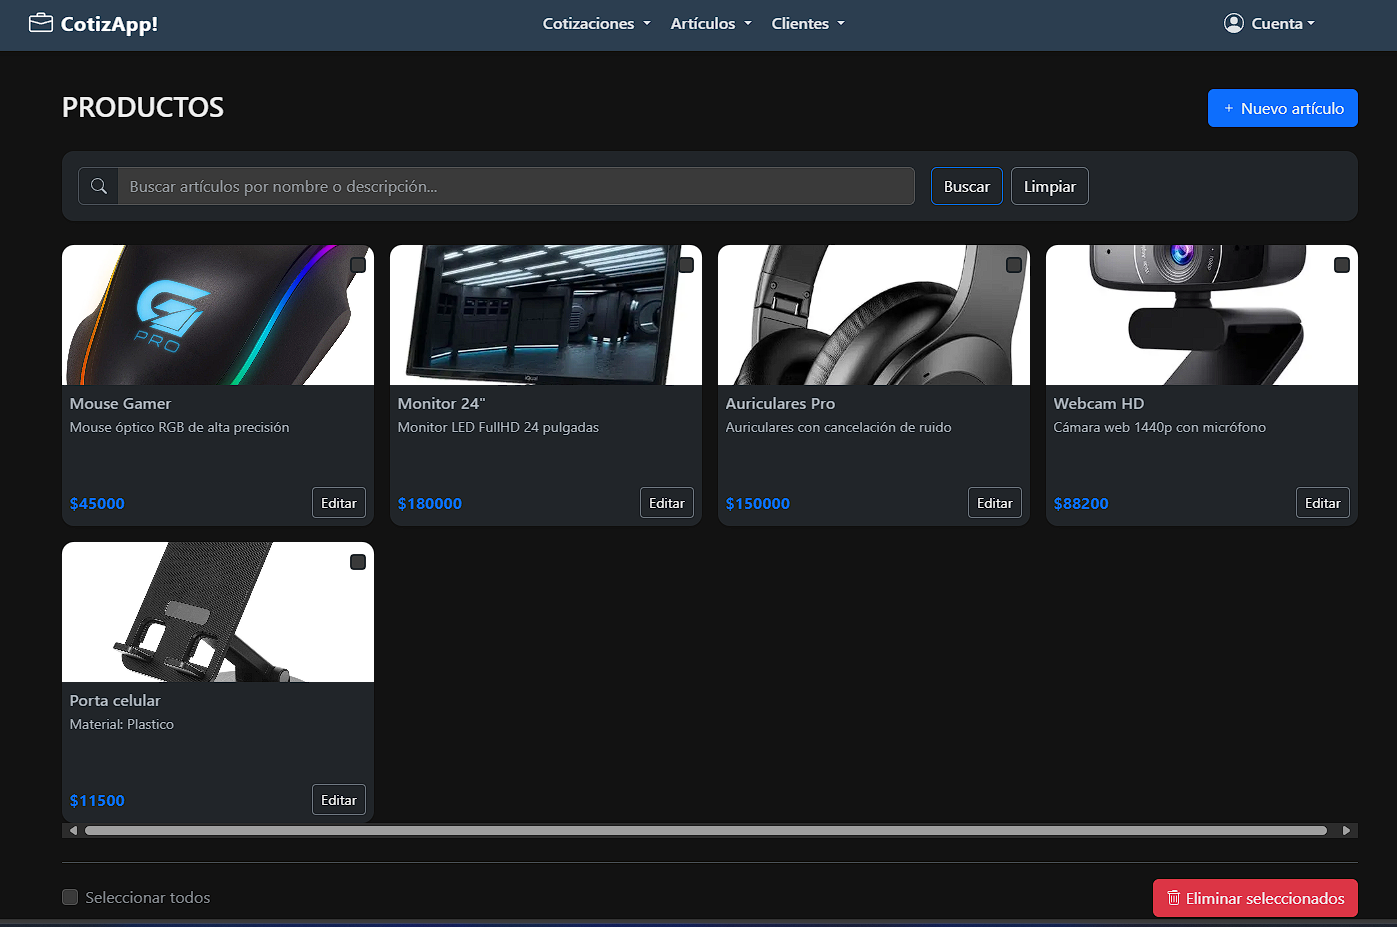 CotizApp!
Cotizaciones
Artículos
Clientes
Cuenta
PRODUCTOS
+ Nuevo artículo
Buscar artículos por nombre o descripción...
Buscar
Limpiar
PRO
Mouse Gamer
Mouse óptico RGB de alta precisión
$45000
Editar
Monitor 24"
Monitor LED FullHD 24 pulgadas
$180000
Editar
Auriculares Pro
Auriculares con cancelación de ruido
$150000
Editar
Webcam HD
Cámara web 1440p con micrófono
$88200
Editar
Porta celular
Material: Plastico
$11500
Editar
Seleccionar todos
Eliminar seleccionados